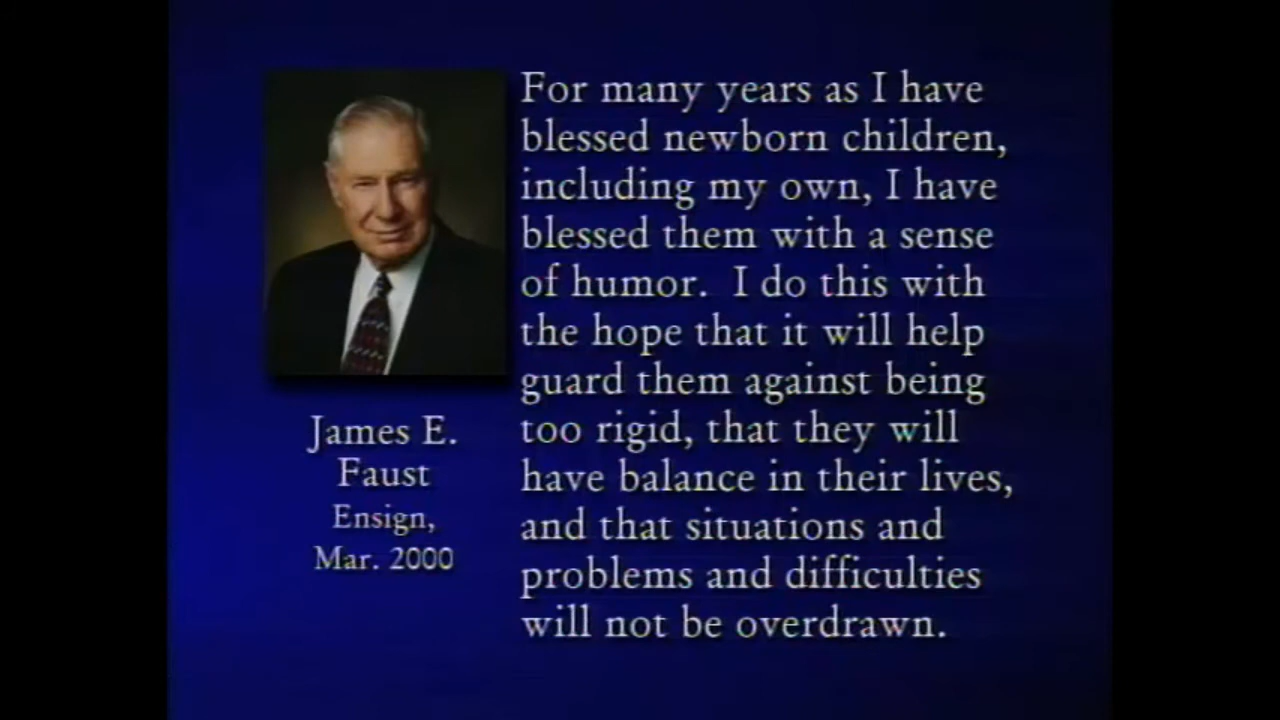 For many years as I have
blessed newborn children,
including my own, I have
blessed them with a sense
of humor. I do this with
the hope that it will help
guard them against being
too rigid, that they will
have balance in their lives,
and that situations and
problems and difficulties
will not be overdrawn.
James E.
Faust
Ensign,
Mar. 2000